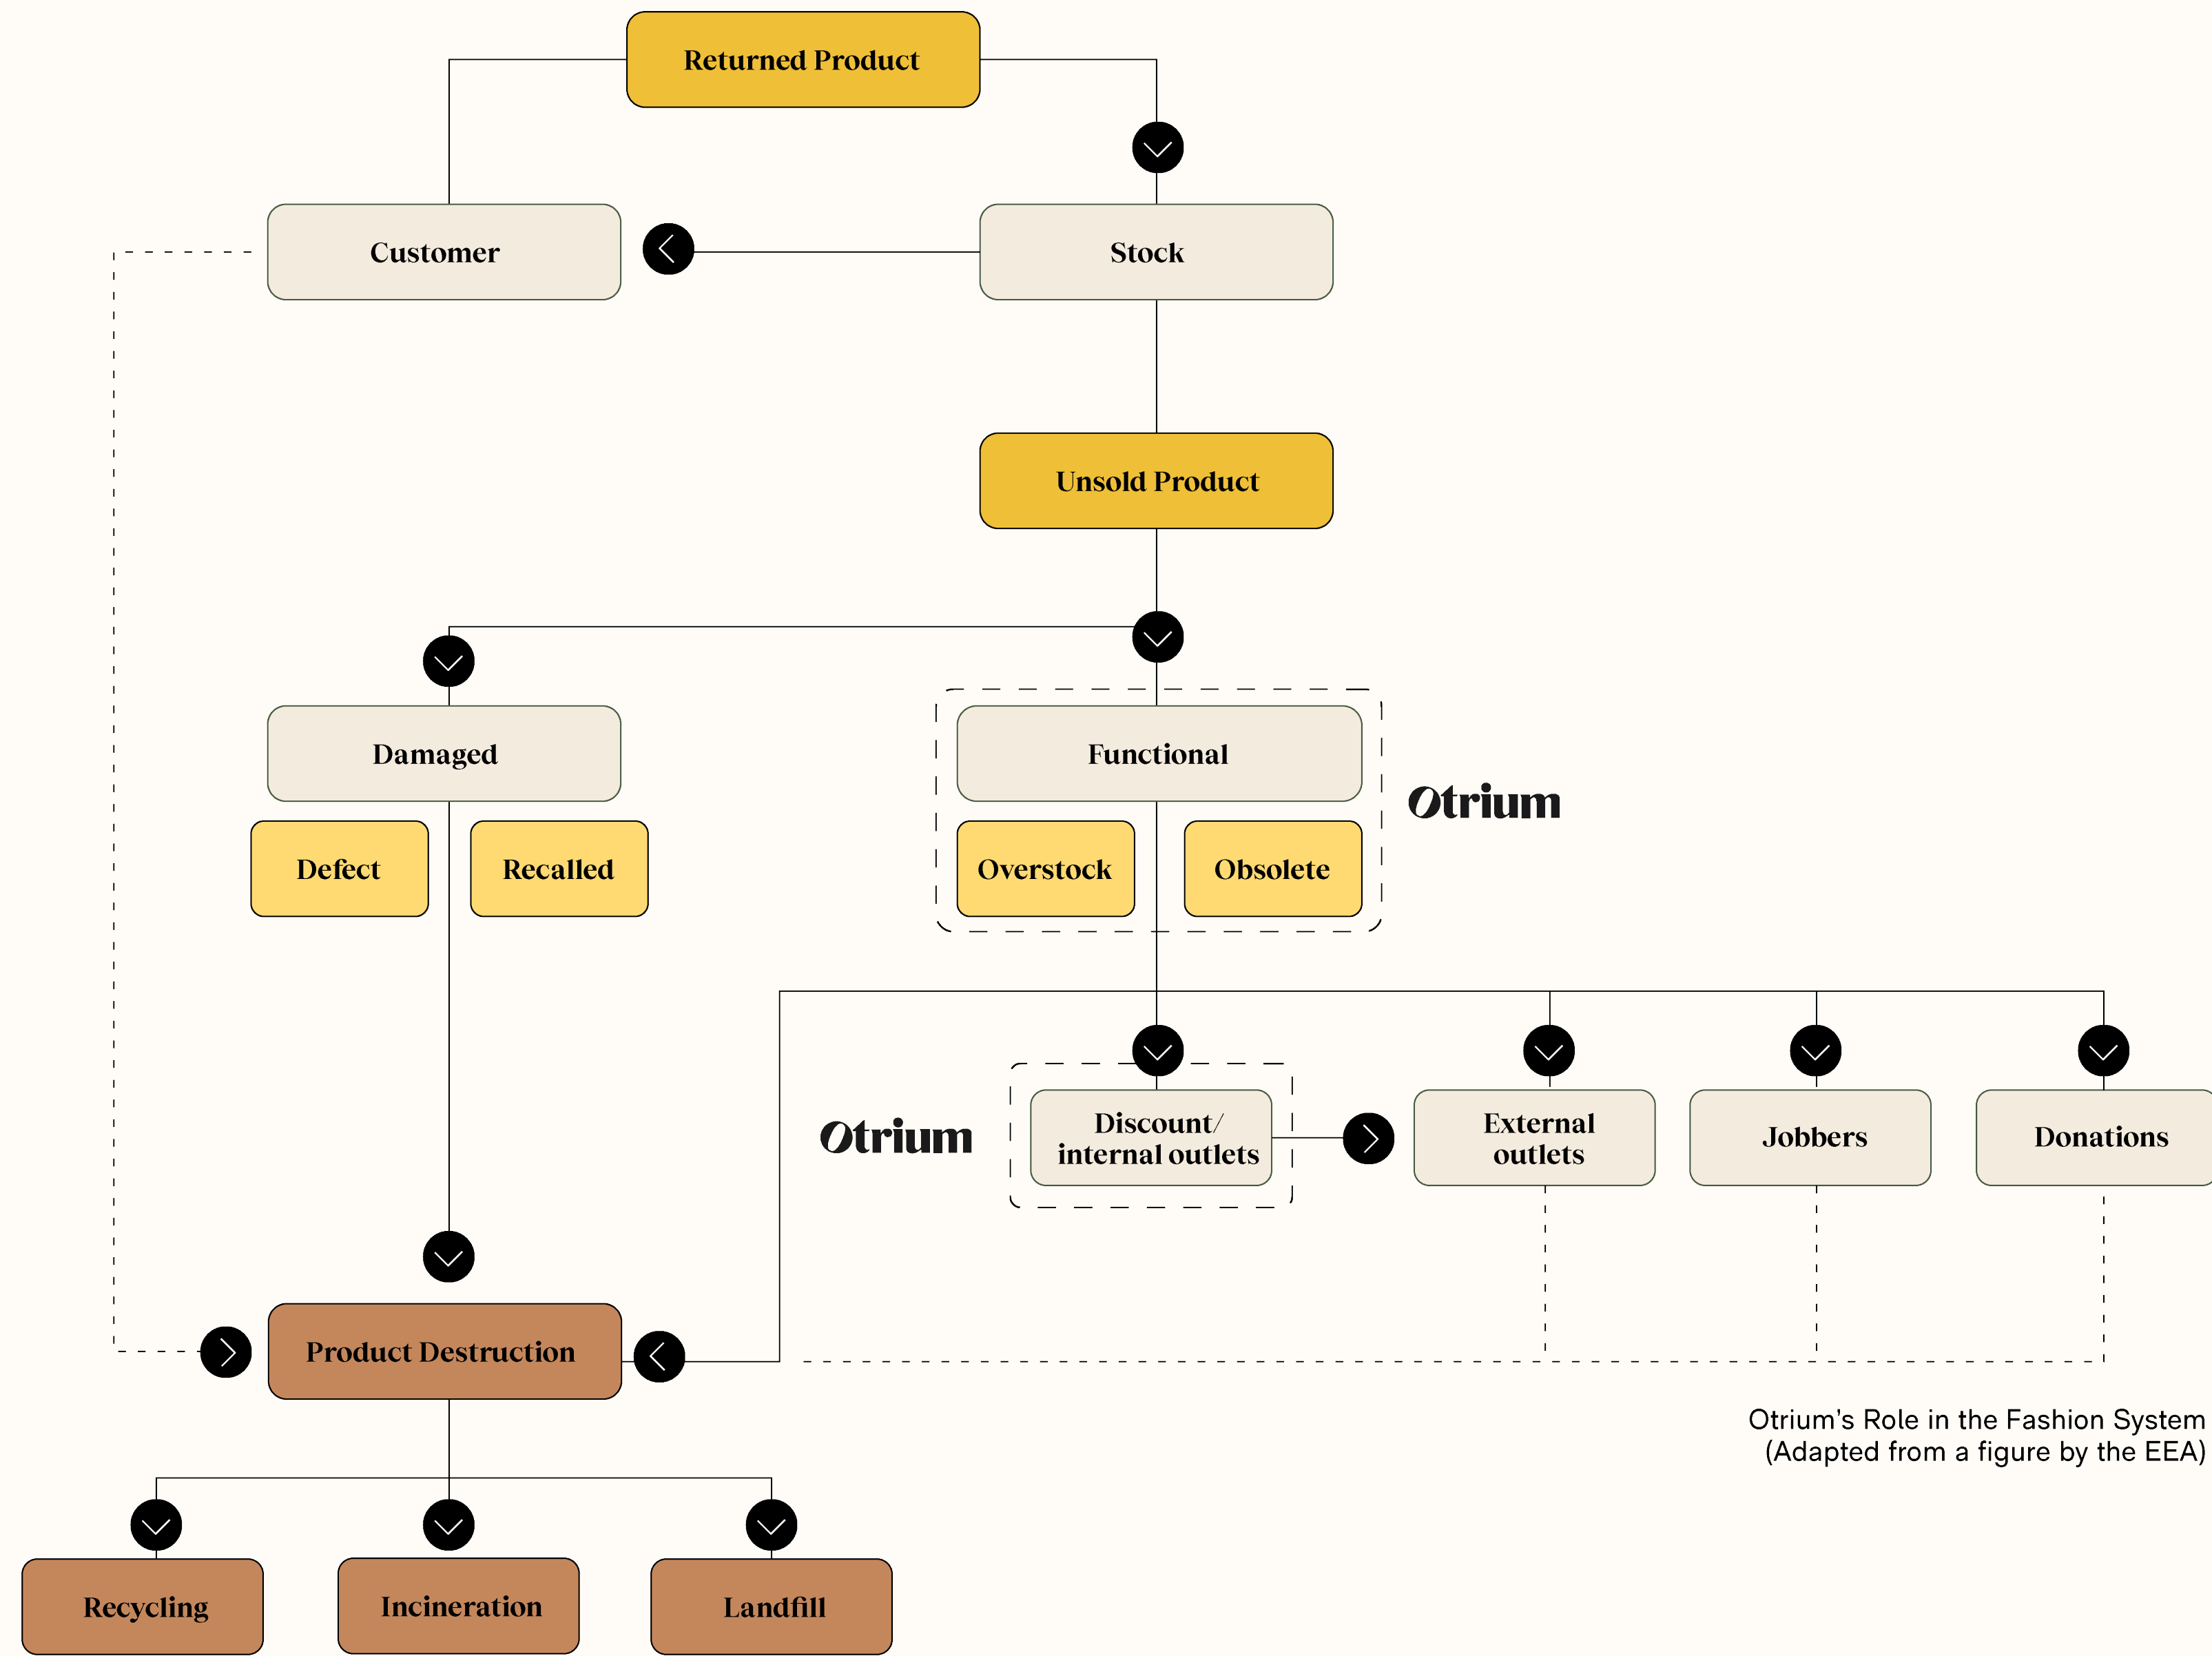 Returned Product
Customer
Stock
Unsold Product
Damaged
Functional
Otrium
Defect
Recalled
Overstock
Obsolete
Otrium
Discount/
internal outlets
External
outlets
Jobbers
Donations
Product Destruction
Otrium's Role in the Fashion System
(Adapted from a figure by the EEA)
Recycling
Incineration
Landfill